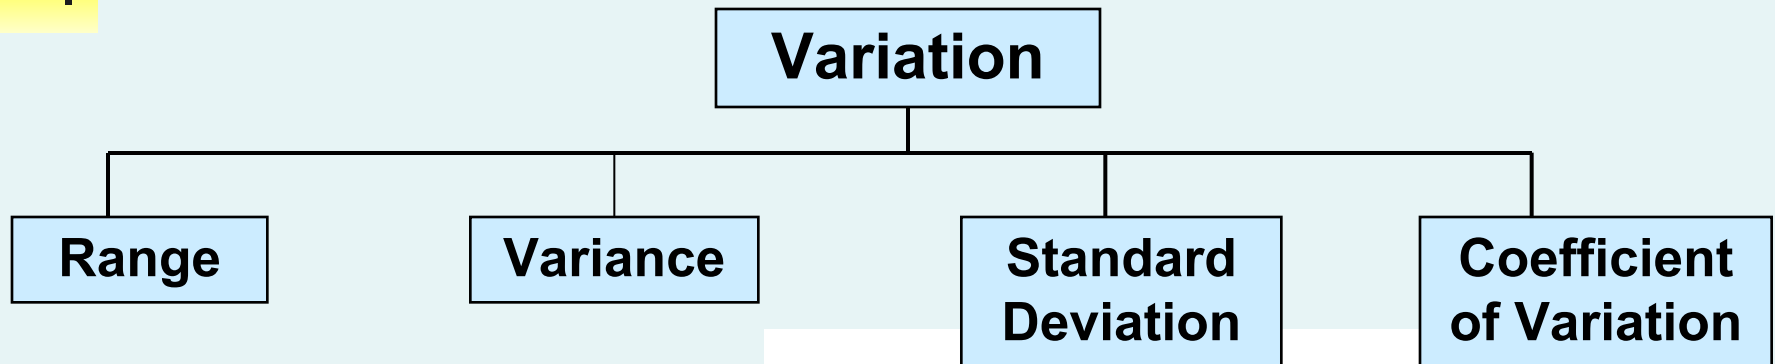 Variation
Range
Variance
Standard
Deviation
Coefficient
of Variation